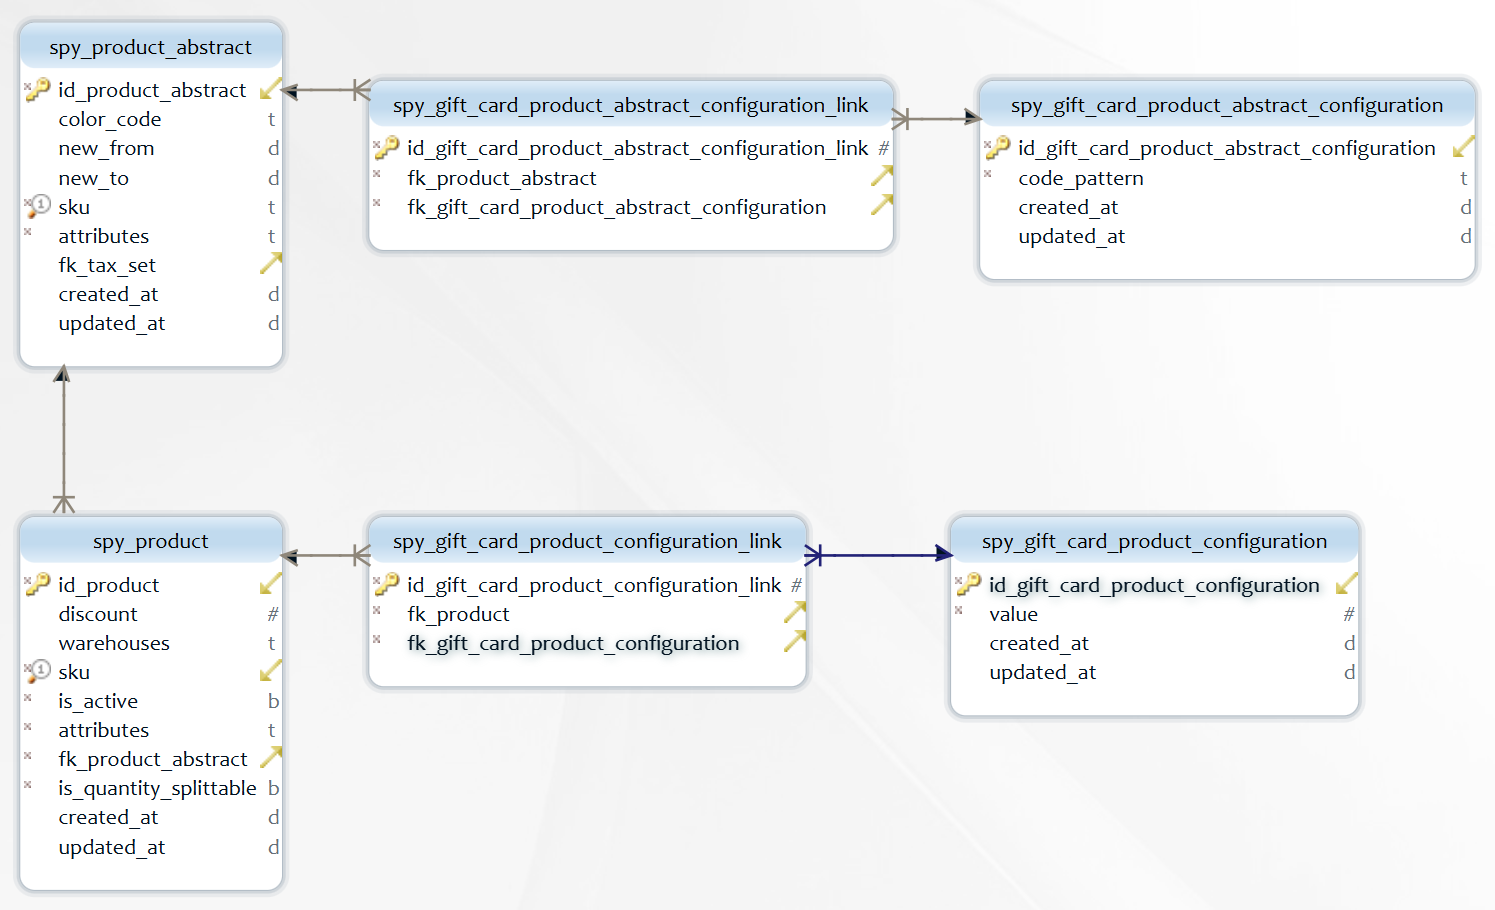 spy_product_abstract
id_product_abstract
color_code t
new_from d
new_to d
1 sku t
attributes t
fk_tax_set
created_at d
updated_at d
spy_gift_card_product_abstract_configuration_link
id_gift_card_product_abstract_configuration_link #
fk_product_abstract
fk_gift_card_product_abstract_configuration
spy_gift_card_product_abstract_configuration
id_gift_card_product_abstract_configuration
code_pattern t
created_at d
updated_at d
spy_product
id_product
discount #
warehouses t
1 sku
is_active b
attributes t
fk_product_abstract
is_quantity_splittable b
created_at d
updated_at d
spy_gift_card_product_configuration_link
id_gift_card_product_configuration_link #
fk_product
fk_gift_card_product_configuration
spy_gift_card_product_configuration
id_gift_card_product_configuration
value #
created_at d
updated_at d